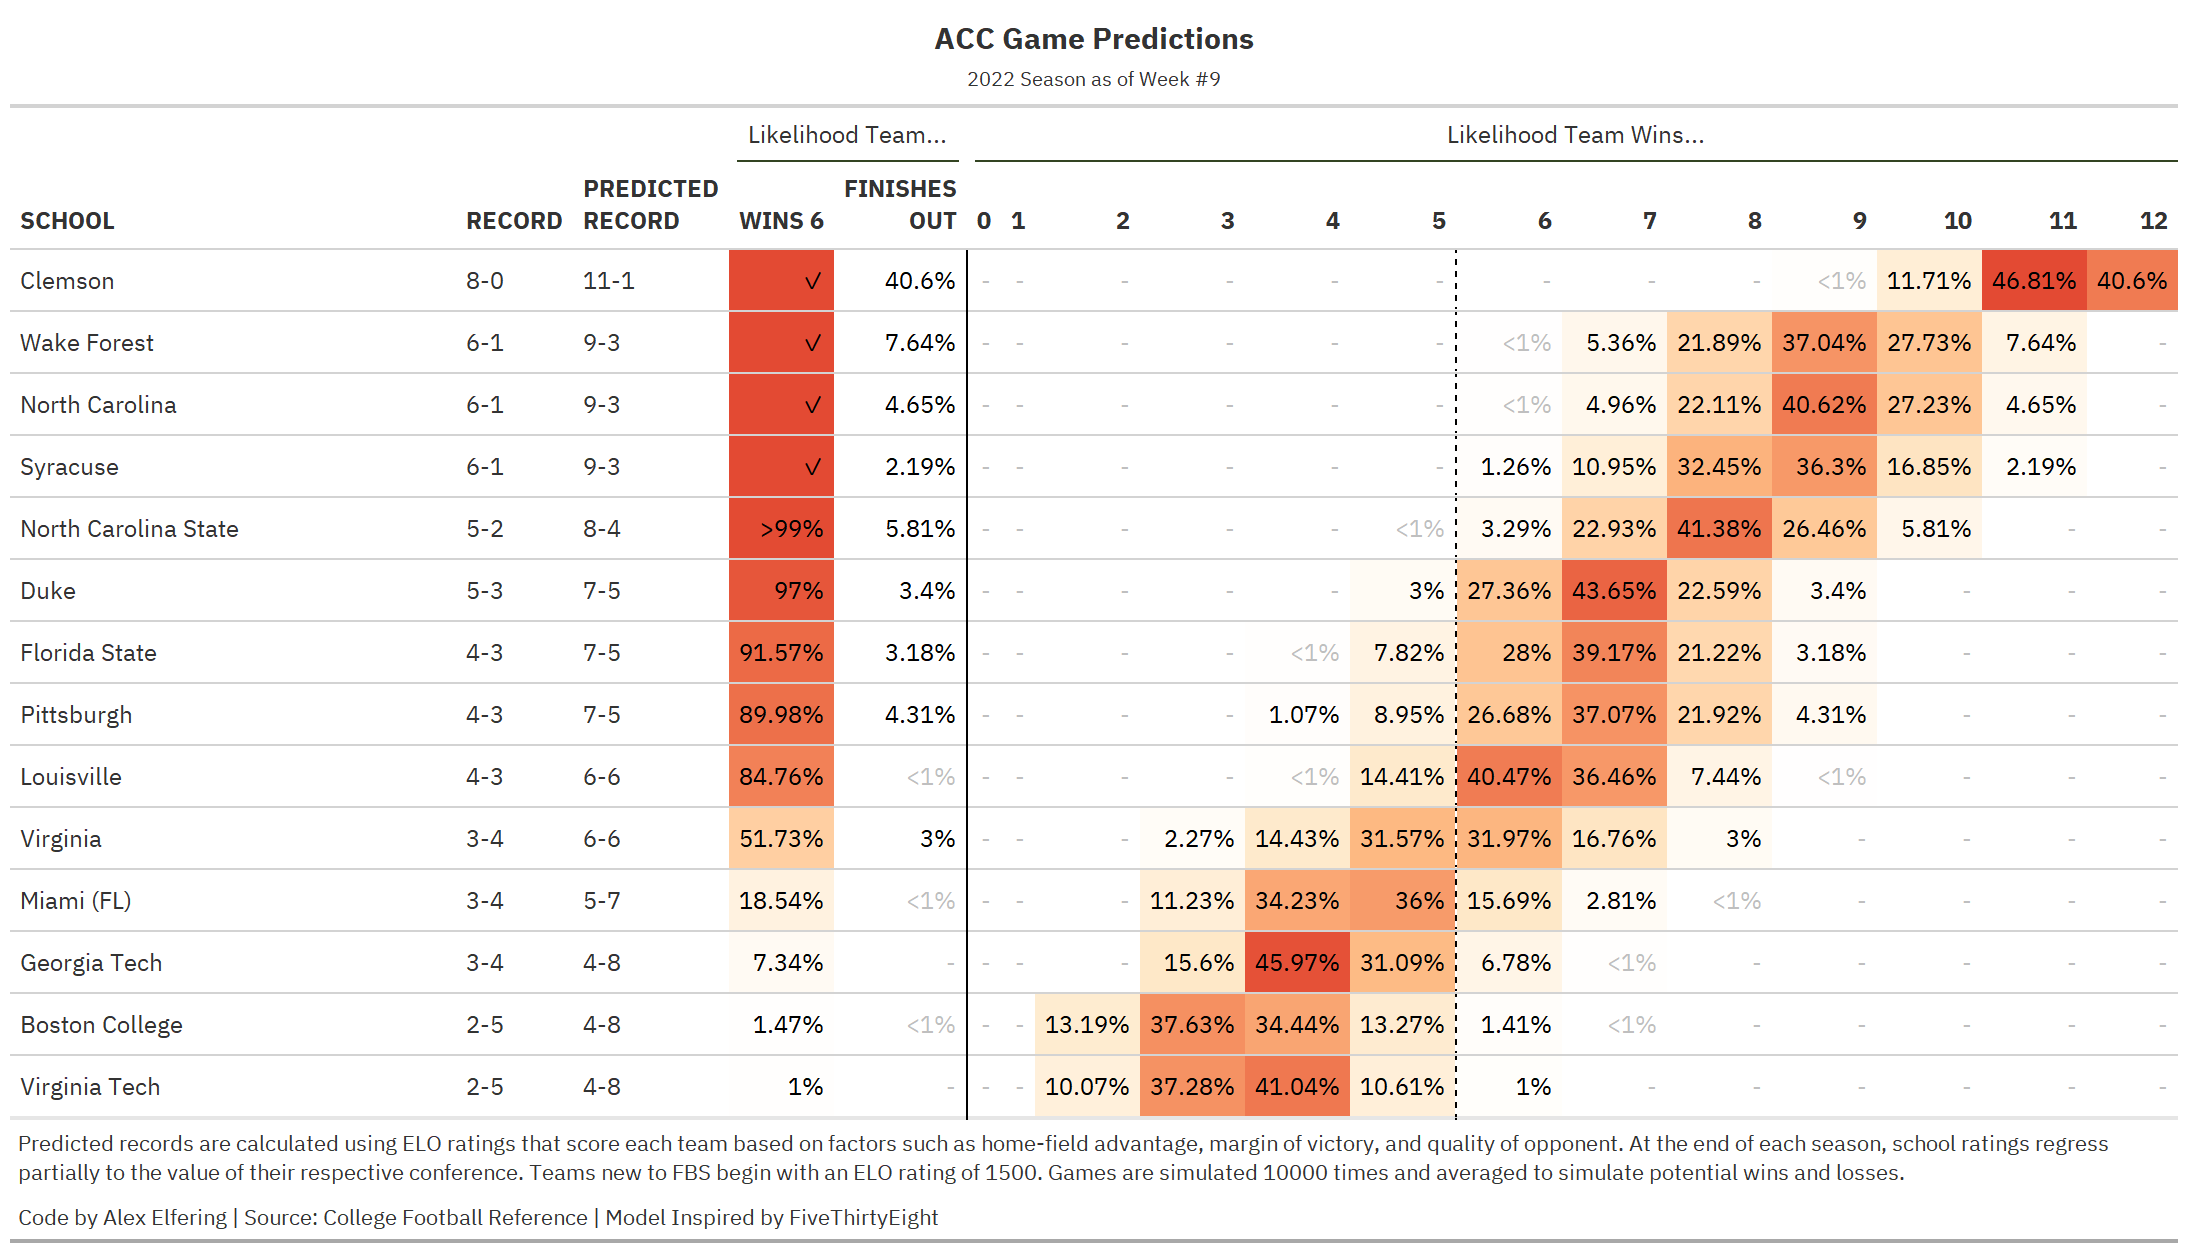 ACC Game Predictions
2022 Season as of Week #9
Likelihood Team... Likelihood Team Wins...
SCHOOL RECORD PREDICTED RECORD WINS 6 FINISHES OUT 0 1 2 3 4 5 6 7 8 9 10 11 12
Clemson 8-0 11-1 ✓ 40.6% - - - - - - - - - <1% 11.71% 46.81% 40.6%
Wake Forest 6-1 9-3 ✓ 7.64% - - - - - - <1% 5.36% 21.89% 37.04% 27.73% 7.64% -
North Carolina 6-1 9-3 ✓ 4.65% - - - - - - <1% 4.96% 22.11% 40.62% 27.23% 4.65% -
Syracuse 6-1 9-3 ✓ 2.19% - - - - - - 1.26% 10.95% 32.45% 36.3% 16.85% 2.19% -
North Carolina State 5-2 8-4 >99% 5.81% - - - - - <1% 3.29% 22.93% 41.38% 26.46% 5.81% - -
Duke 5-3 7-5 97% 3.4% - - - - - 3% 27.36% 43.65% 22.59% 3.4% - - -
Florida State 4-3 7-5 91.57% 3.18% - - - - <1% 7.82% 28% 39.17% 21.22% 3.18% - - -
Pittsburgh 4-3 7-5 89.98% 4.31% - - - - 1.07% 8.95% 26.68% 37.07% 21.92% 4.31% - - -
Louisville 4-3 6-6 84.76% <1% - - - - <1% 14.41% 40.47% 36.46% 7.44% <1% - - -
Virginia 3-4 6-6 51.73% 3% - - - 2.27% 14.43% 31.57% 31.97% 16.76% 3% - - - -
Miami (FL) 3-4 5-7 18.54% <1% - - - 11.23% 34.23% 36% 15.69% 2.81% <1% - - - -
Georgia Tech 3-4 4-8 7.34% - - - - 15.6% 45.97% 31.09% 6.78% <1% - - - - -
Boston College 2-5 4-8 1.47% <1% - - 13.19% 37.63% 34.44% 13.27% 1.41% <1% - - - - -
Virginia Tech 2-5 4-8 1% - - - 10.07% 37.28% 41.04% 10.61% 1% - - - - - -
Predicted records are calculated using ELO ratings that score each team based on factors such as home-field advantage, margin of victory, and quality of opponent. At the end of each season, school ratings regress
partially to the value of their respective conference. Teams new to FBS begin with an ELO rating of 1500. Games are simulated 10000 times and averaged to simulate potential wins and losses.
Code by Alex Elfering | Source: College Football Reference | Model Inspired by FiveThirtyEight